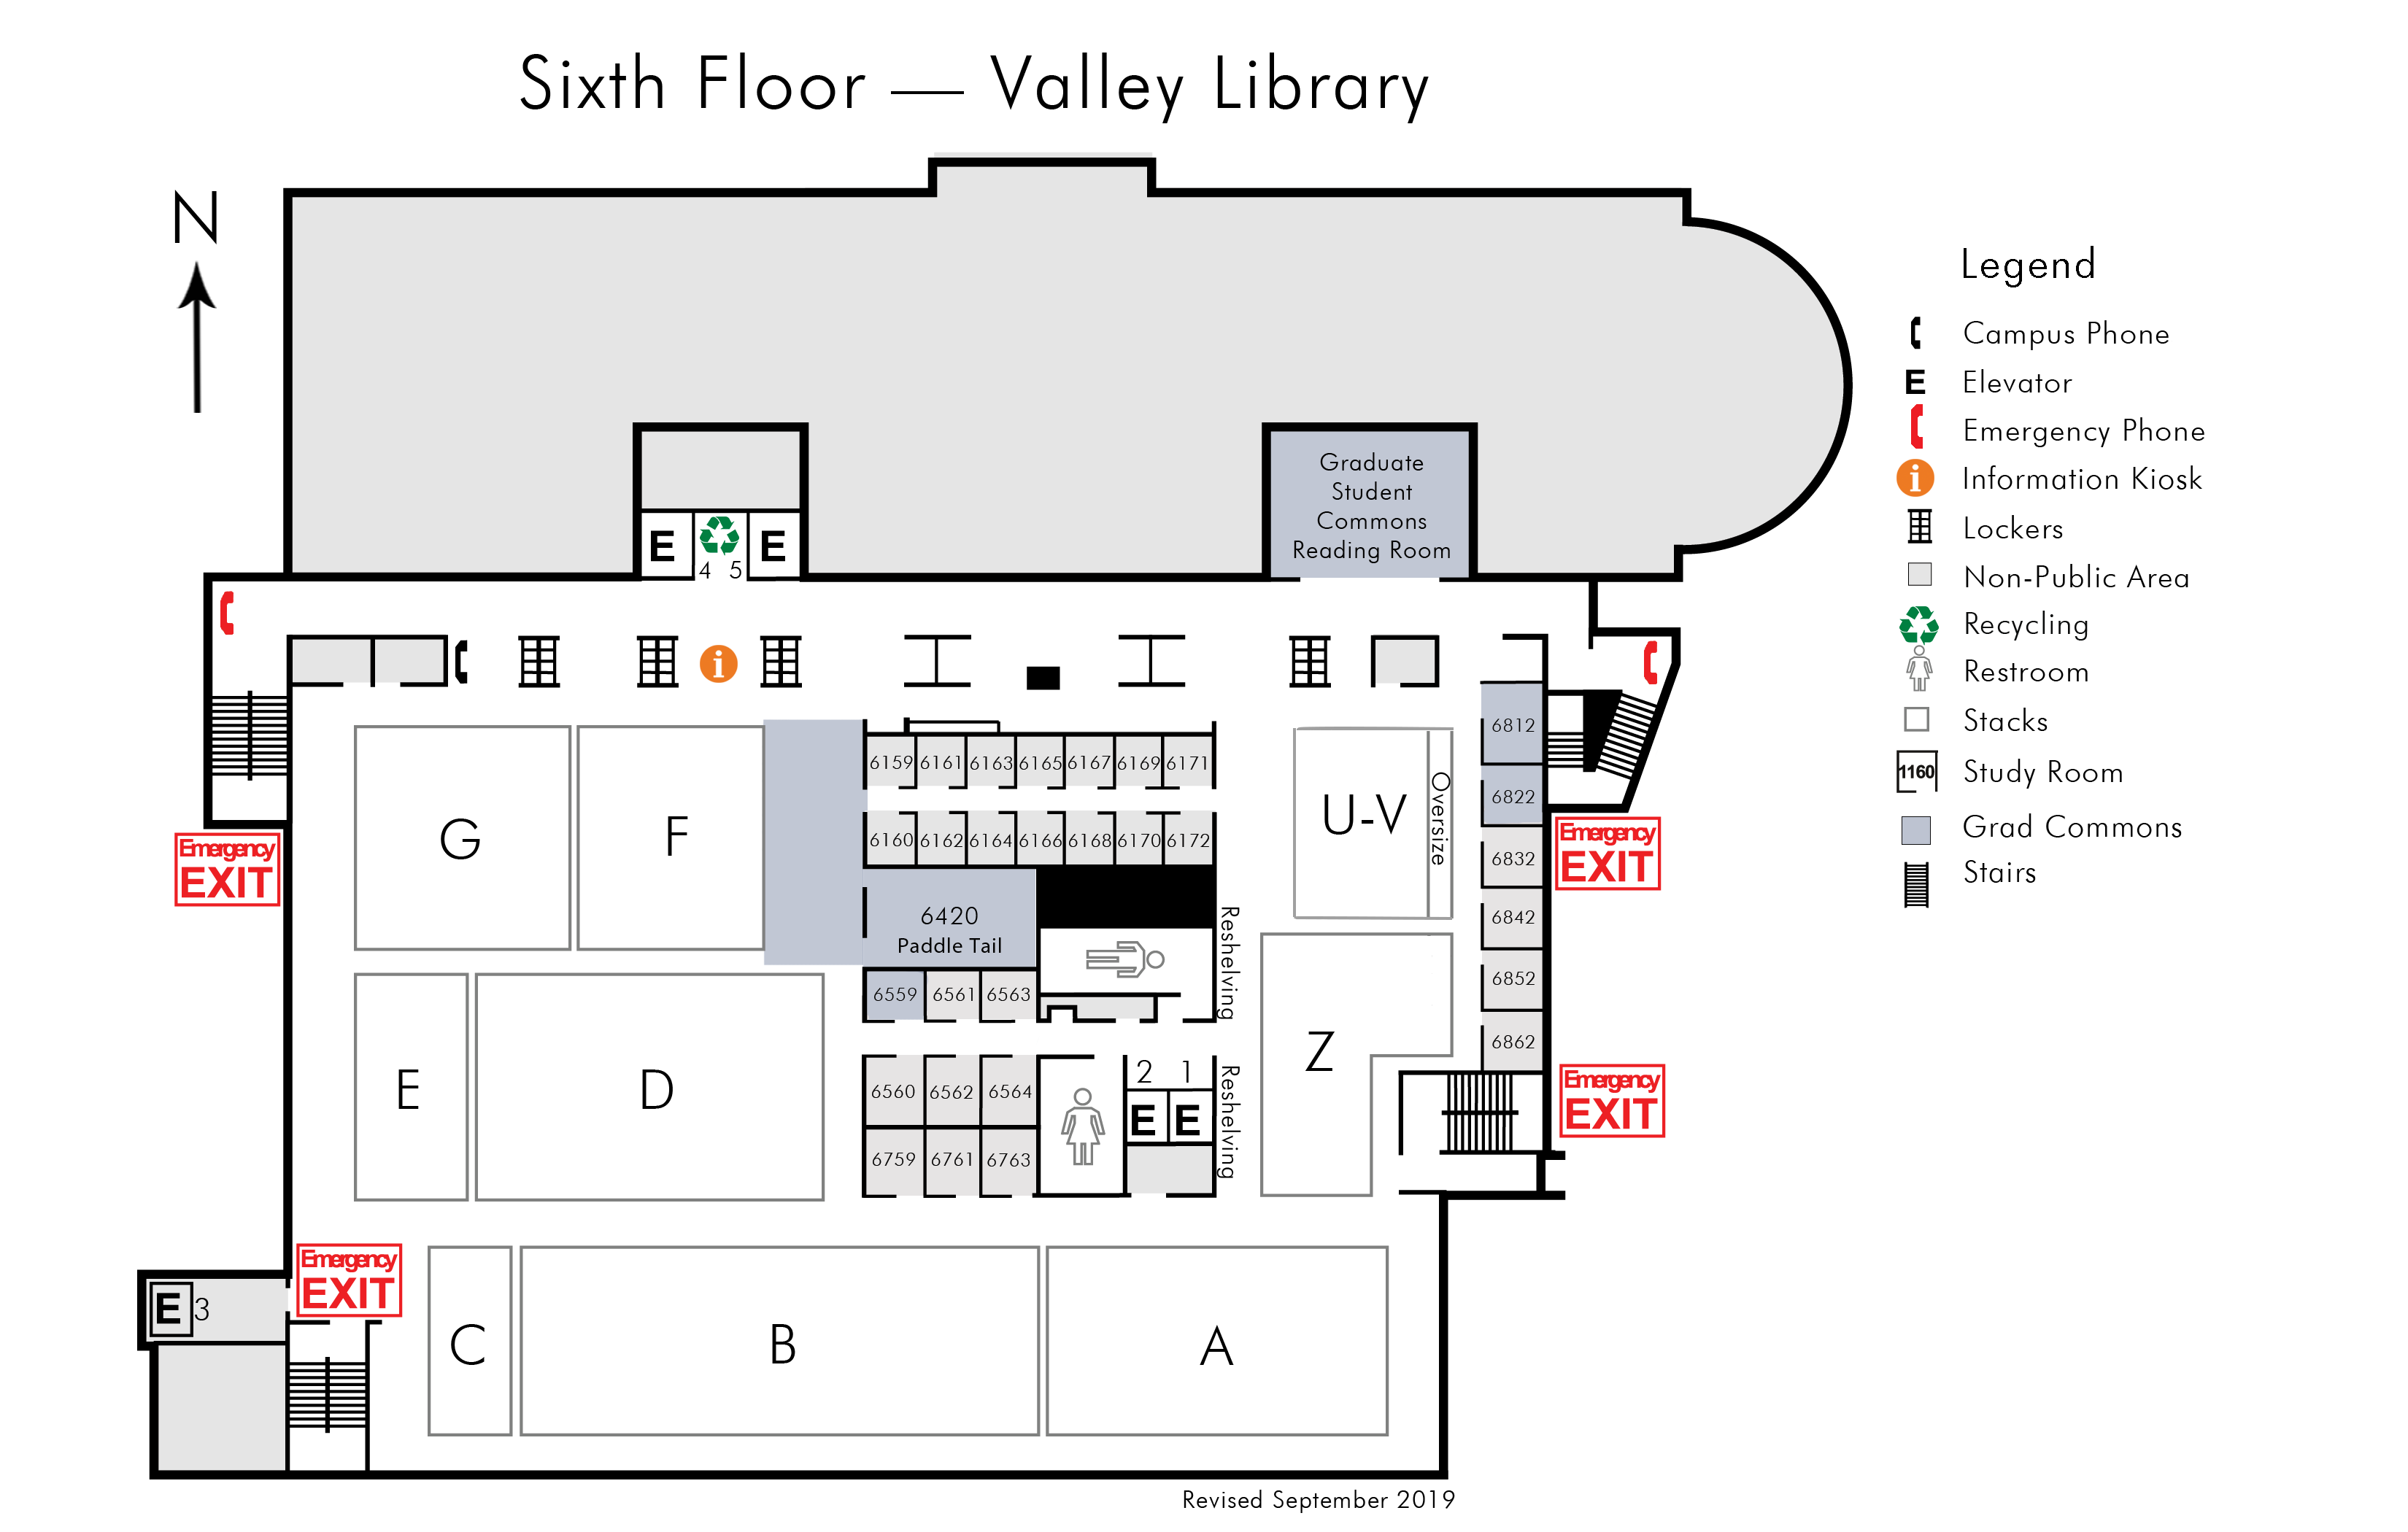 Sixth Floor — Valley Library
N
Legend
Campus Phone
E Elevator
Emergency Phone
i Information Kiosk
Lockers
Non-Public Area
Recycling
Restroom
Stacks
1160 Study Room
Grad Commons
Stairs
Graduate
Student
Commons
Reading Room
E E
4 5
i
6159 6161 6163 6165 6167 6169 6171
6160 6162 6164 6166 6168 6170 6172
G
F
U-V
Oversize
6812
6822
6832
6842
6852
6862
Emergency
EXIT
Emergency
EXIT
6420
Paddle Tail
Reshelving
6559 6561 6563
E
D
Z
6560 6562 6564
6759 6761 6763
2 1
E E
Reshelving
Emergency
EXIT
Emergency
EXIT
E 3
C
B
A
Revised September 2019